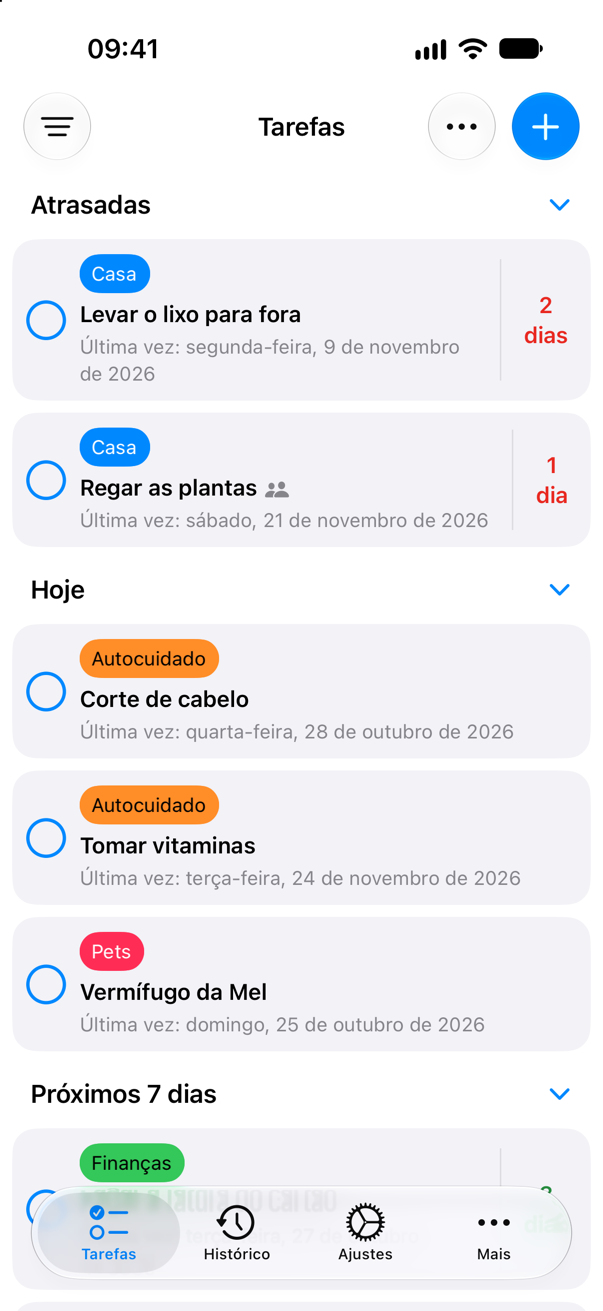 09:41
Tarefas
Atrasadas
Casa
Levar o lixo para fora
Última vez: segunda-feira, 9 de novembro
de 2026
2
dias
Casa
Regar as plantas
Última vez: sábado, 21 de novembro de 2026
1
dia
Hoje
Autocuidado
Corte de cabelo
Última vez: quarta-feira, 28 de outubro de 2026
Autocuidado
Tomar vitaminas
Última vez: terça-feira, 24 de novembro de 2026
Pets
Vermífugo da Mel
Última vez: domingo, 25 de outubro de 2026
Próximos 7 dias
Finanças
Tarefas
Histórico
Ajustes
Mais